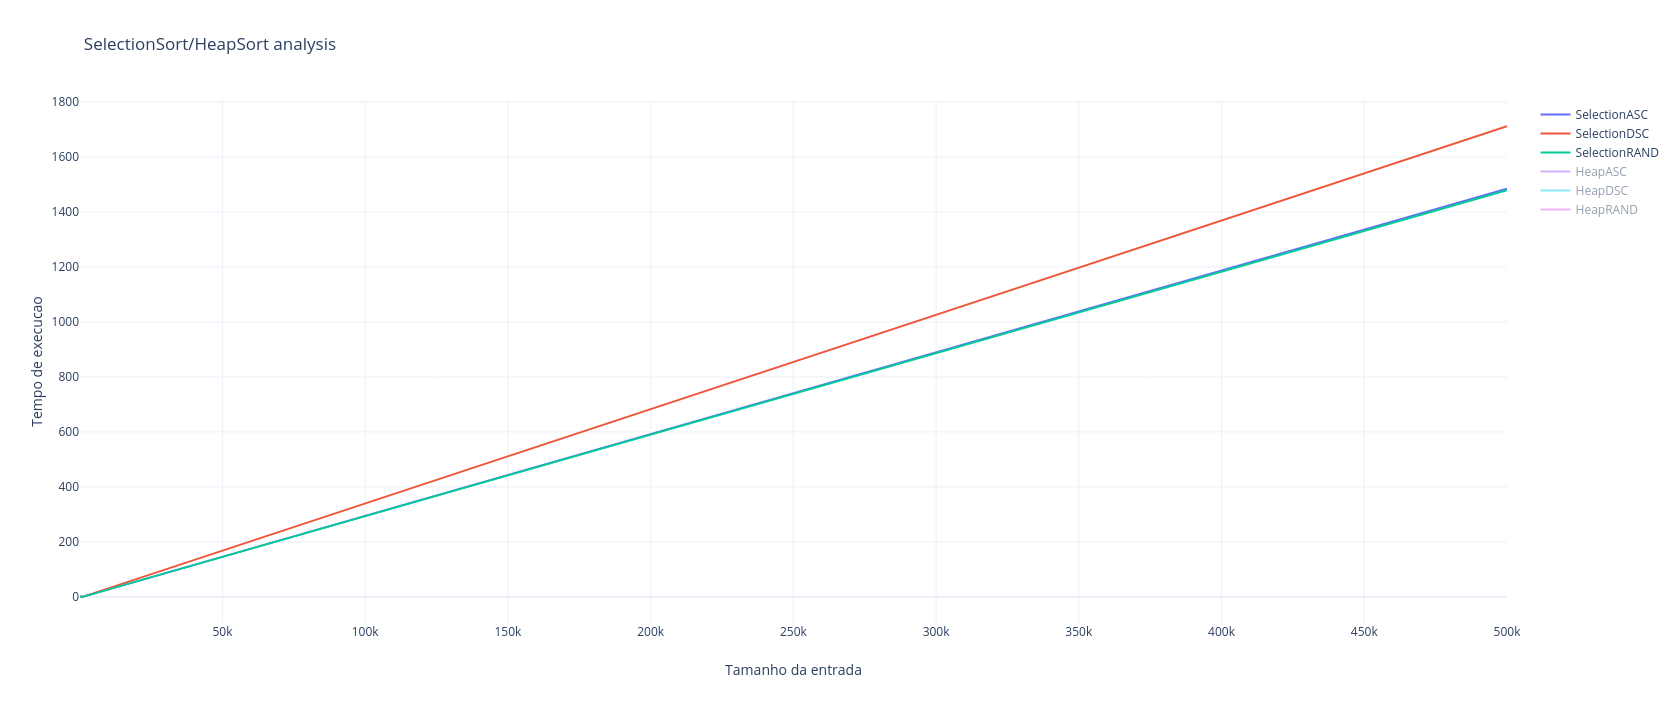 SelectionSort/HeapSort analysis
1800
1600
1400
1200
1000
800
600
400
200
0
Tempo de execucao
50k
100k
150k
200k
250k
300k
350k
400k
450k
500k
Tamanho da entrada
SelectionASC
SelectionDSC
SelectionRAND
HeapASC
HeapDSC
HeapRAND